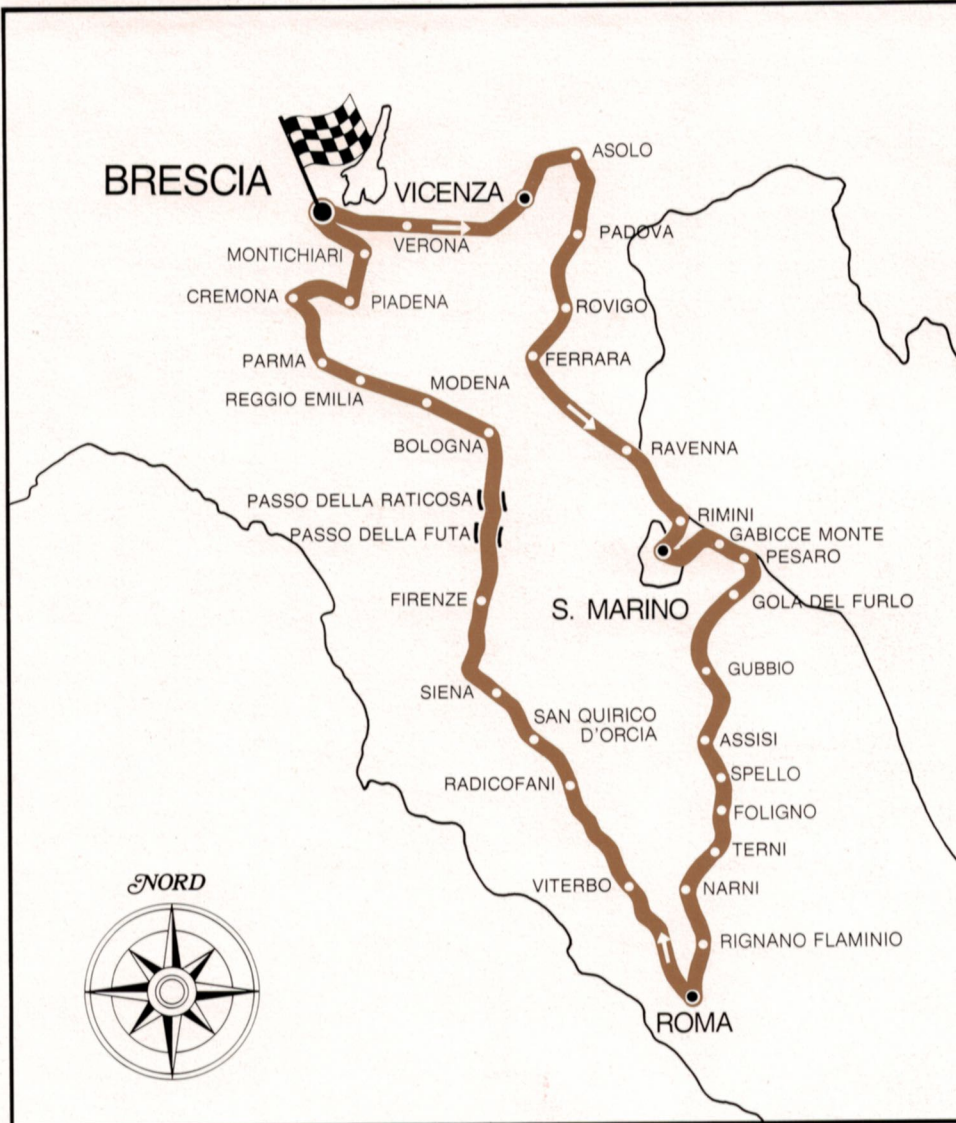 BRESCIA
VICENZA
ASOLO
VERONA
PADOVA
MONTICHIARI
CREMONA
PIADENA
ROVIGO
PARMA
FERRARA
REGGIO EMILIA
MODENA
BOLOGNA
RAVENNA
PASSO DELLA RATICOSA
PASSO DELLA FUTA
RIMINI
GABICCE MONTE
PESARO
FIRENZE
S. MARINO
GOLA DEL FURLO
GUBBIO
SIENA
SAN QUIRICO
D'ORCIA
ASSISI
RADICOFANI
SPELLO
FOLIGNO
TERNI
VITERBO
NARNI
NORD
RIGNANO FLAMINIO
ROMA